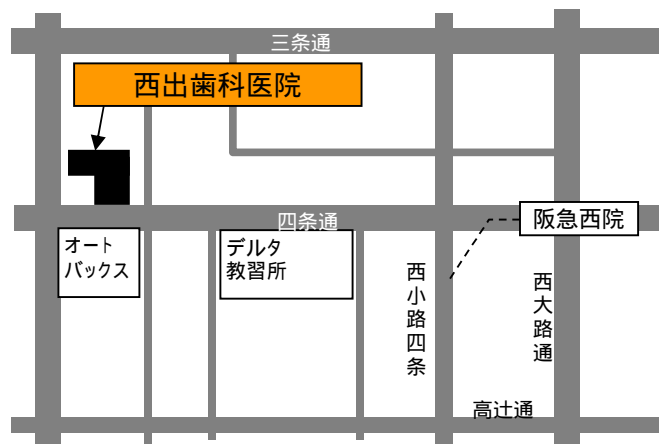 三条通
西出歯科医院
四条通
阪急西院
オート
バックス
デルタ
教習所
西小路四条
西大路通
高辻通